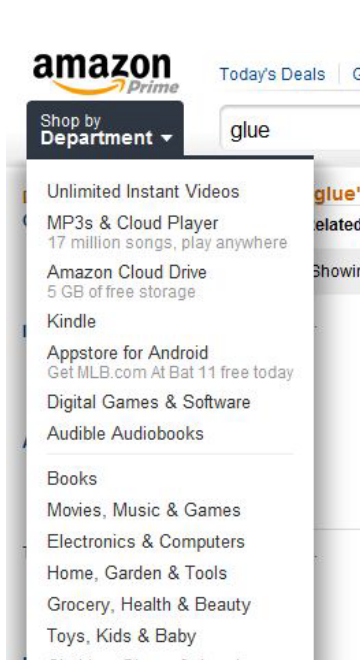 amazon
Prime
Today's Deals
Shop by
Department
glue
Unlimited Instant Videos
glue"
MP3s & Cloud Player
elated
17 million songs, play anywhere
Amazon Cloud Drive
Showin
5 GB of free storage
Kindle
Appstore for Android
Get MLB.com At Bat 11 free today
Digital Games & Software
Audible Audiobooks
Books
Movies, Music & Games
Electronics & Computers
Home, Garden & Tools
Grocery, Health & Beauty
Toys, Kids & Baby